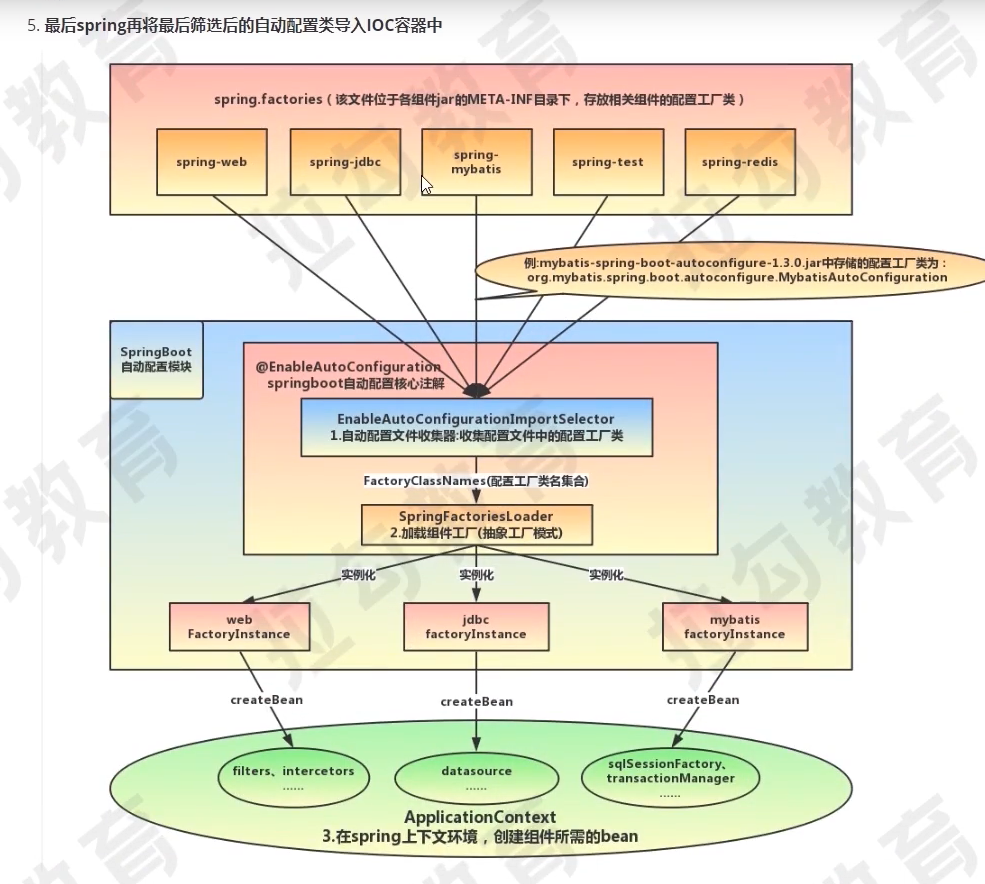 5. 最后spring再将最后筛选后的自动配置类导入IOC容器中
spring.factories（该文件位于各组件jar的META-INF目录下，存放相关组件的配置工厂类）
spring-web
spring-jdbc
spring-
mybatis
spring-test
spring-redis
例:mybatis-spring-boot-autoconfigure-1.3.0.jar中存储的配置工厂类为：
org.mybatis.spring.boot.autoconfigure.MybatisAutoConfiguration
SpringBoot
自动配置模块
@EnableAutoConfiguration
springboot自动配置核心注解
EnableAutoConfigurationImportSelector
1.自动配置文件收集器:收集配置文件中的配置工厂类
FactoryClassNames(配置工厂类名集合)
SpringFactoriesLoader
2.加载组件工厂(抽象工厂模式)
实例化
实例化
实例化
web
FactoryInstance
jdbc
factoryInstance
mybatis
factoryInstance
createBean
createBean
createBean
filters、intercetors
......
datasource
......
sqlSessionFactory、
transactionManager
......
ApplicationContext
3.在spring上下文环境，创建组件所需的bean
拉勾教育